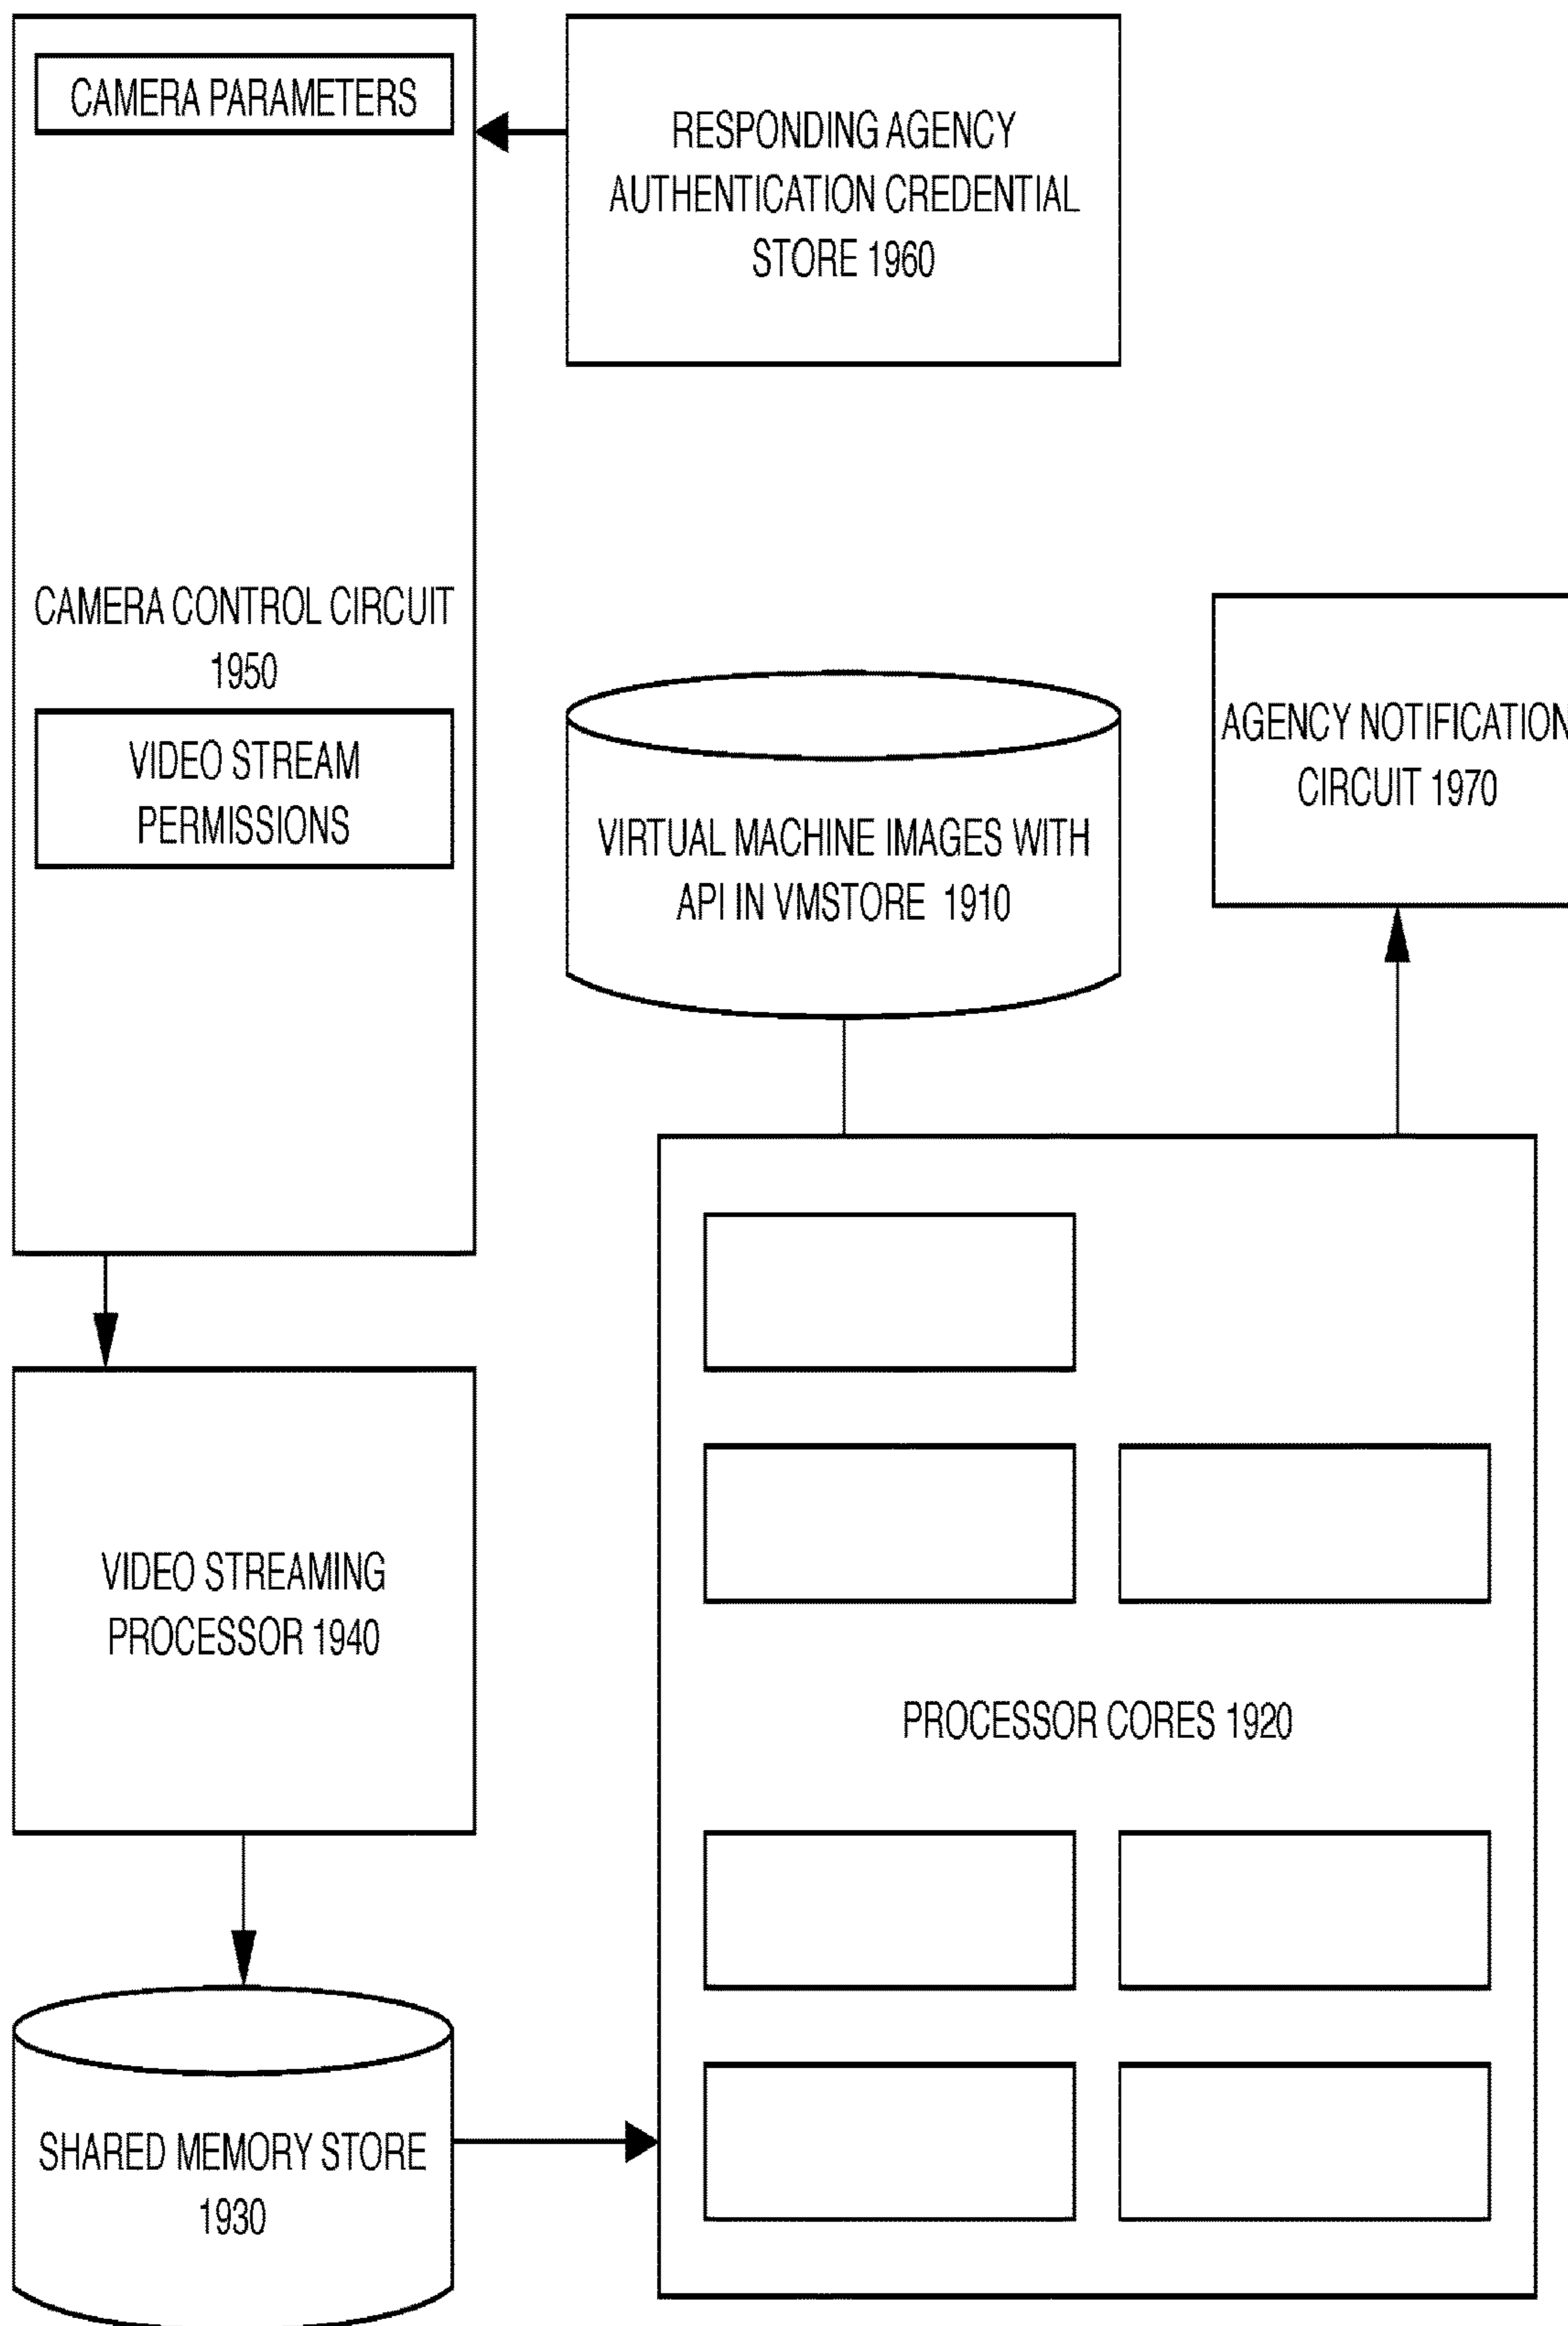 CAMERA PARAMETERS
RESPONDING AGENCY
AUTHENTICATION CREDENTIAL
STORE 1960
CAMERA CONTROL CIRCUIT
1950
VIDEO STREAM
PERMISSIONS
VIRTUAL MACHINE IMAGES WITH
API IN VMSTORE 1910
AGENCY NOTIFICATION
CIRCUIT 1970
VIDEO STREAMING
PROCESSOR 1940
PROCESSOR CORES 1920
SHARED MEMORY STORE
1930